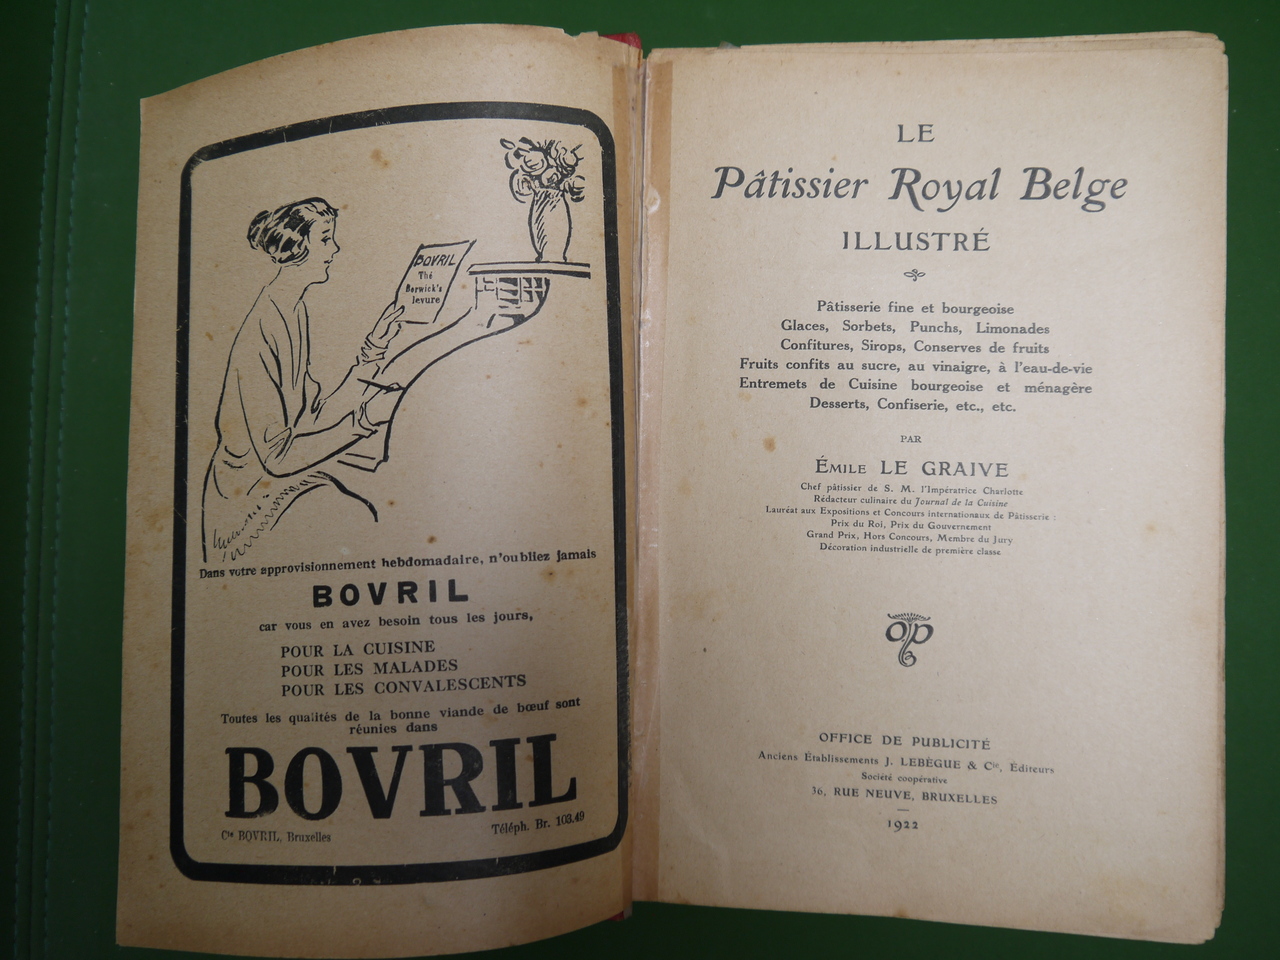 BOVRIL
Thé
Borwick's
levure
Dans votre approvisionnement hebdomadaire, n'oubliez jamais
BOVRIL
car vous en avez besoin tous les jours,
POUR LA CUISINE
POUR LES MALADES
POUR LES CONVALESCENTS
Toutes les qualités de la bonne viande de bœuf sont
réunies dans
BOVRIL
Cie BOVRIL, Bruxelles
Téléph. Br. 103.49
LE
Pâtissier Royal Belge
ILLUSTRÉ
Pâtisserie fine et bourgeoise
Glaces, Sorbets, Punchs, Limonades
Confitures, Sirops, Conserves de fruits
Fruits confits au sucre, au vinaigre, à l'eau-de-vie
Entremets de Cuisine bourgeoise et ménagère
Desserts, Confiserie, etc., etc.
PAR
ÉMILE LE GRAIVE
Chef pâtissier de S. M. l'Impératrice Charlotte
Rédacteur culinaire du Journal de la Cuisine
Lauréat aux Expositions et Concours internationaux de Pâtisserie :
Prix du Roi, Prix du Gouvernement
Grand Prix, Hors Concours, Membre du Jury
Décoration industrielle de première classe
OFFICE DE PUBLICITÉ
Anciens Établissements J. LEBÈGUE & Cie, Éditeurs
Société coopérative
36, RUE NEUVE, BRUXELLES
1922